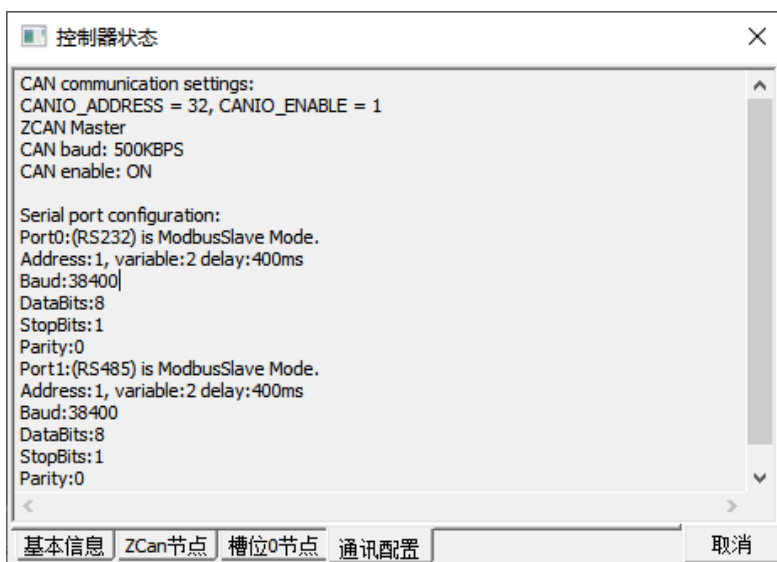 控制器状态
CAN communication settings:
CANIO_ADDRESS = 32, CANIO_ENABLE = 1
ZCAN Master
CAN baud: 500KBPS
CAN enable: ON
Serial port configuration:
Port0:(RS232) is ModbusSlave Mode.
Address:1, variable:2 delay:400ms
Baud:38400
DataBits:8
StopBits:1
Parity:0
Port1:(RS485) is ModbusSlave Mode.
Address:1, variable:2 delay:400ms
Baud:38400
DataBits:8
StopBits:1
Parity:0
基本信息 ZCan节点 槽位0节点 通讯配置 取消